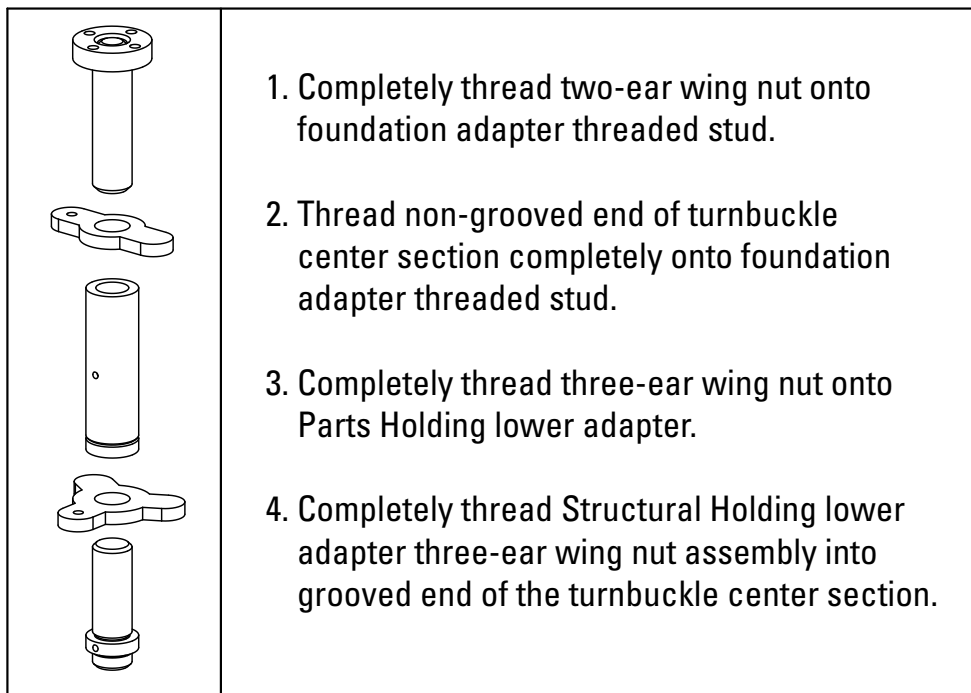 1. Completely thread two-ear wing nut onto
foundation adapter threaded stud.
2. Thread non-grooved end of turnbuckle
center section completely onto foundation
adapter threaded stud.
3. Completely thread three-ear wing nut onto
Parts Holding lower adapter.
4. Completely thread Structural Holding lower
adapter three-ear wing nut assembly into
grooved end of the turnbuckle center section.